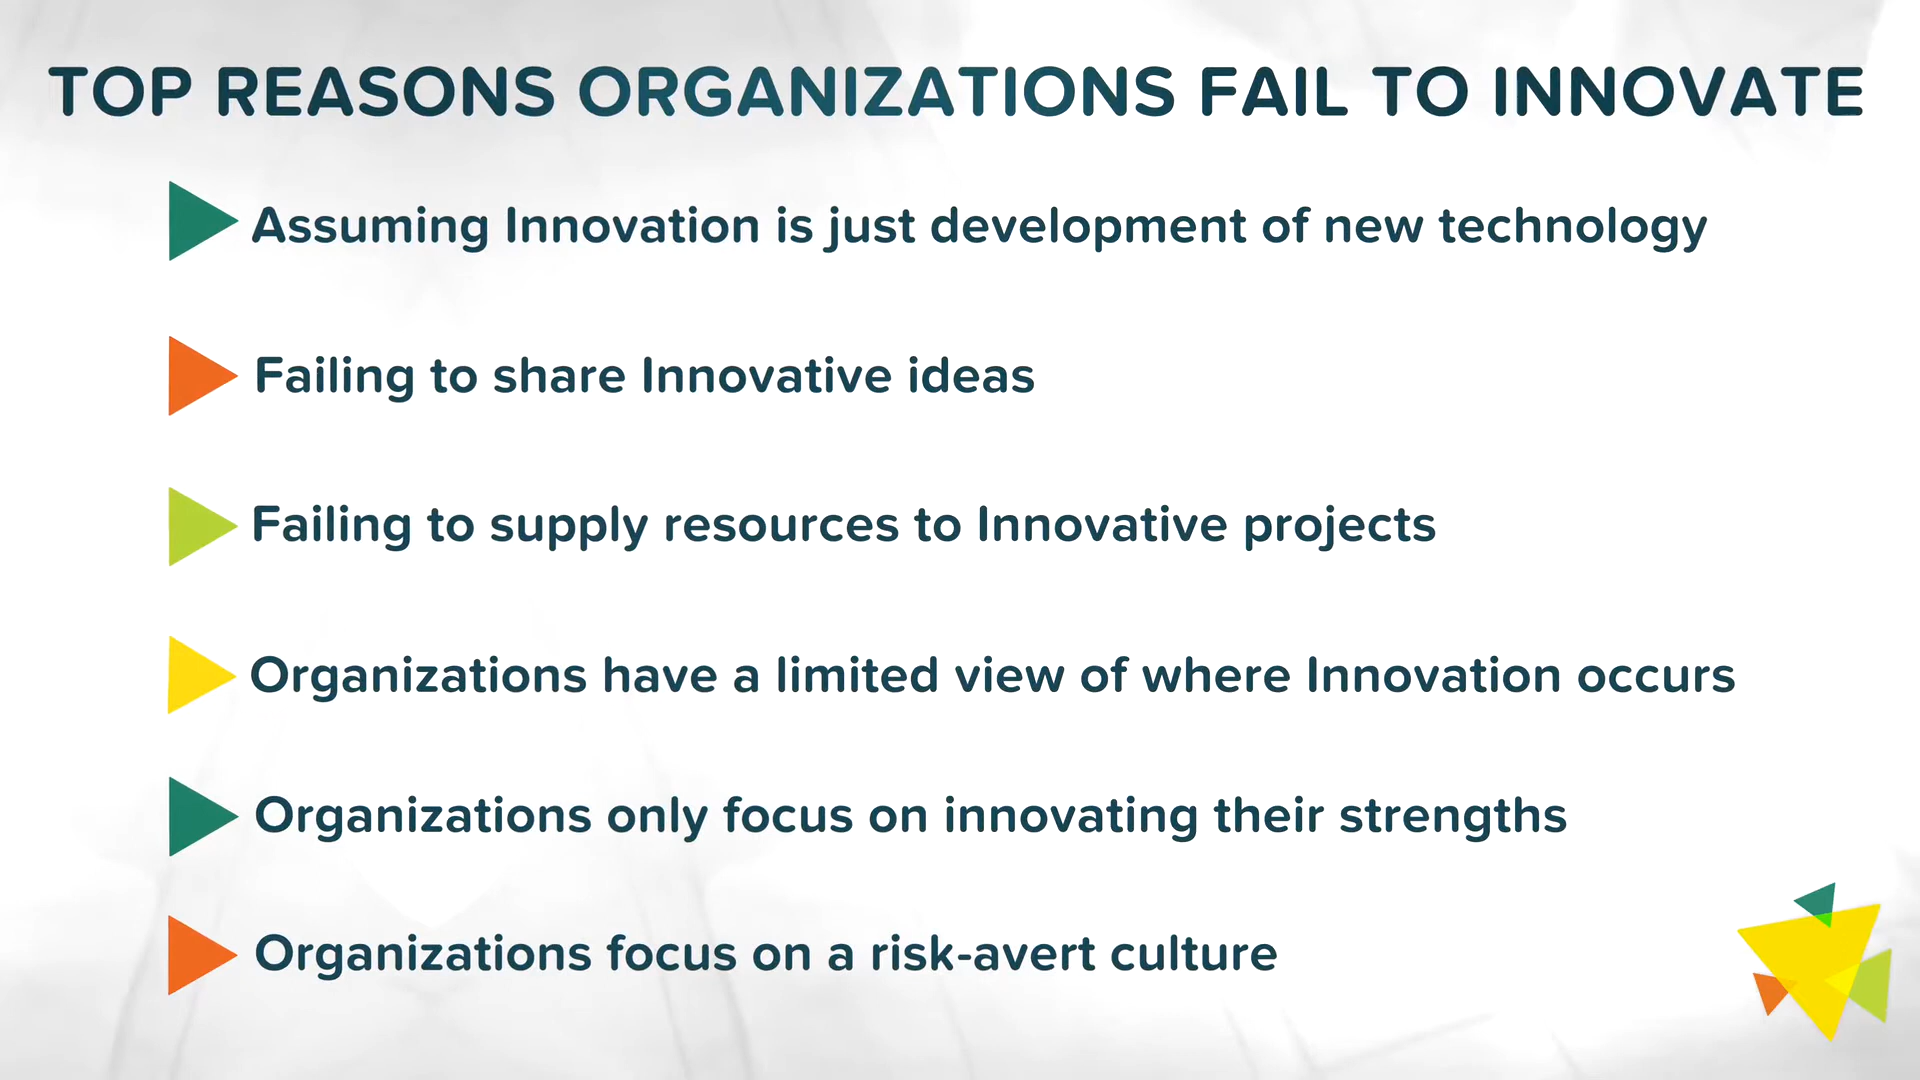 TOP REASONS ORGANIZATIONS FAIL TO INNOVATE
Assuming Innovation is just development of new technology
Failing to share Innovative ideas
Failing to supply resources to Innovative projects
Organizations have a limited view of where Innovation occurs
Organizations only focus on innovating their strengths
Organizations focus on a risk-avert culture